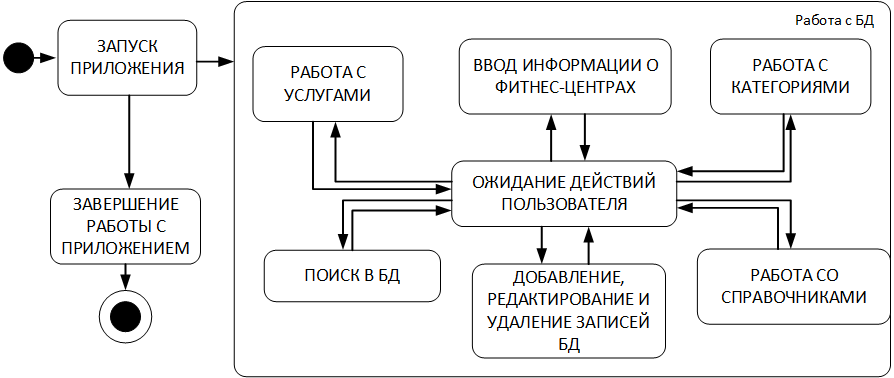 Работа с БД
ЗАПУСК
ПРИЛОЖЕНИЯ
РАБОТА С
УСЛУГАМИ
ВВОД ИНФОРМАЦИИ О
ФИТНЕС-ЦЕНТРАХ
РАБОТА С
КАТЕГОРИЯМИ
ОЖИДАНИЕ ДЕЙСТВИЙ
ПОЛЬЗОВАТЕЛЯ
ЗАВЕРШЕНИЕ
РАБОТЫ С
ПРИЛОЖЕНИЕМ
ПОИСК В БД
ДОБАВЛЕНИЕ,
РЕДАКТИРОВАНИЕ И
УДАЛЕНИЕ ЗАПИСЕЙ
БД
РАБОТА СО
СПРАВОЧНИКАМИ